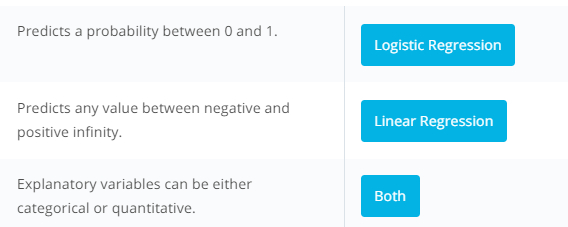 Predicts a probability between 0 and 1.
Logistic Regression
Predicts any value between negative and
positive infinity.
Linear Regression
Explanatory variables can be either
categorical or quantitative.
Both